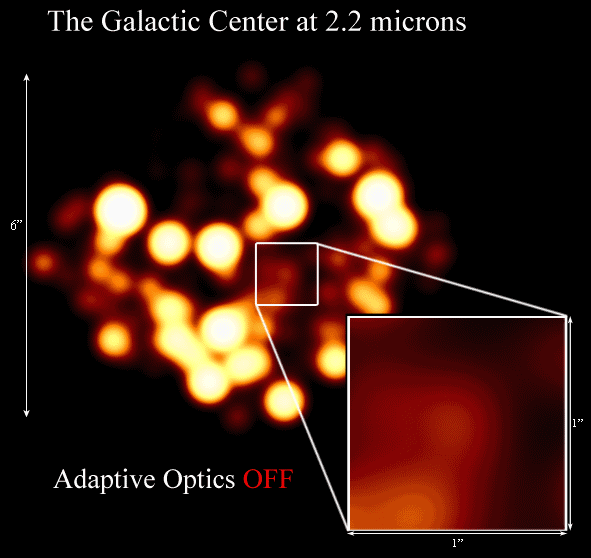 The Galactic Center at 2.2 microns
6"
1"
Adaptive Optics OFF
1"